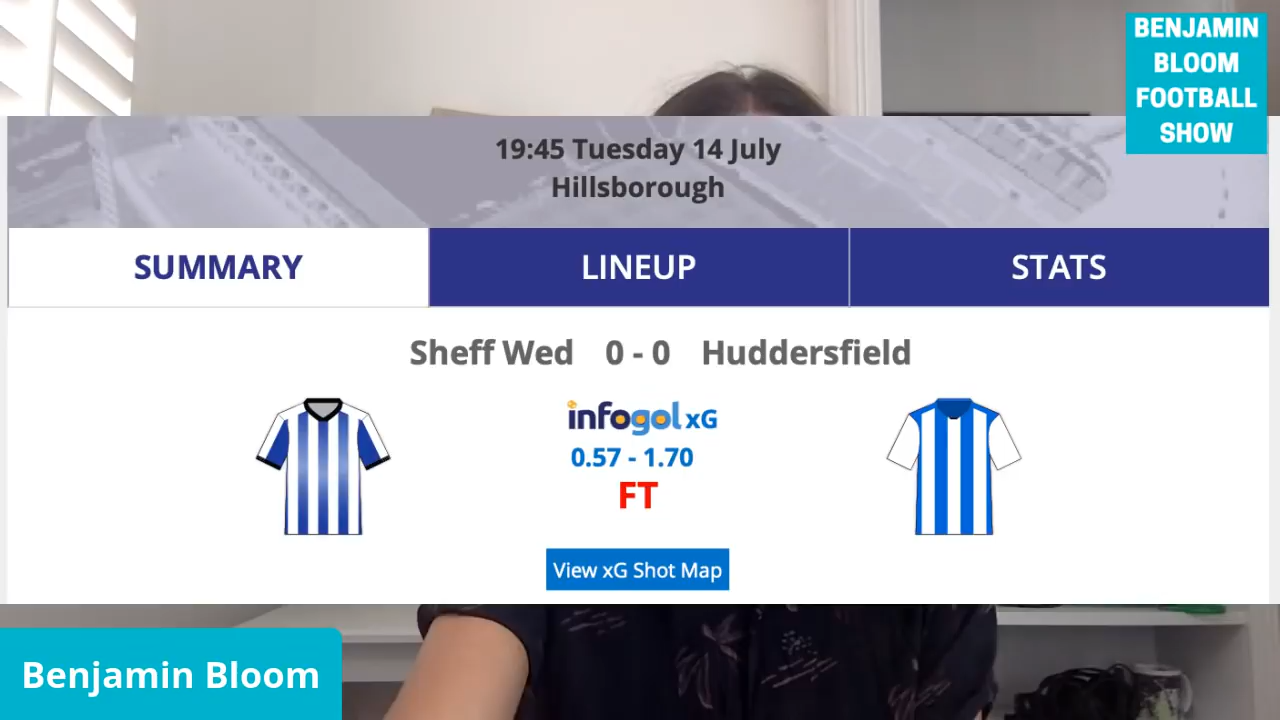 BENJAMIN
BLOOM
FOOTBALL
SHOW
19:45 Tuesday 14 July
Hillsborough
SUMMARY
LINEUP
STATS
Sheff Wed 0 - 0 Huddersfield
infogol xG
0.57 - 1.70
FT
View xG Shot Map
Benjamin Bloom